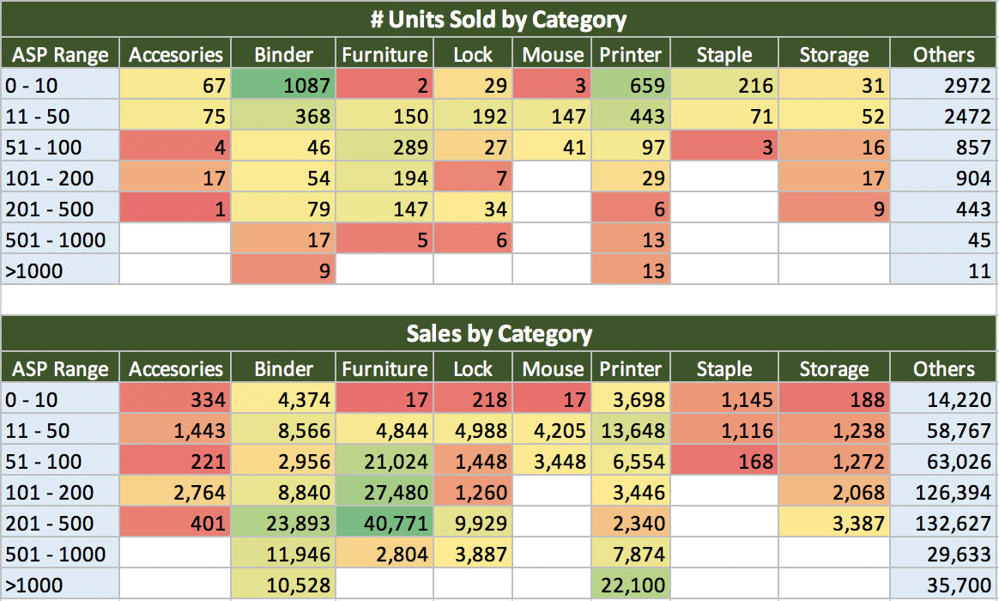 # Units Sold by Category
ASP Range Accesories Binder Furniture Lock Mouse Printer Staple Storage Others
0 - 10 67 1087 2 29 3 659 216 31 2972
11 - 50 75 368 150 192 147 443 71 52 2472
51 - 100 4 46 289 27 41 97 3 16 857
101 - 200 17 54 194 7 29 17 904
201 - 500 1 79 147 34 6 9 443
501 - 1000 17 5 6 13 45
>1000 9 13 11
Sales by Category
ASP Range Accesories Binder Furniture Lock Mouse Printer Staple Storage Others
0 - 10 334 4,374 17 218 17 3,698 1,145 188 14,220
11 - 50 1,443 8,566 4,844 4,988 4,205 13,648 1,116 1,238 58,767
51 - 100 221 2,956 21,024 1,448 3,448 6,554 168 1,272 63,026
101 - 200 2,764 8,840 27,480 1,260 3,446 2,068 126,394
201 - 500 401 23,893 40,771 9,929 2,340 3,387 132,627
501 - 1000 11,946 2,804 3,887 7,874 29,633
>1000 10,528 22,100 35,700